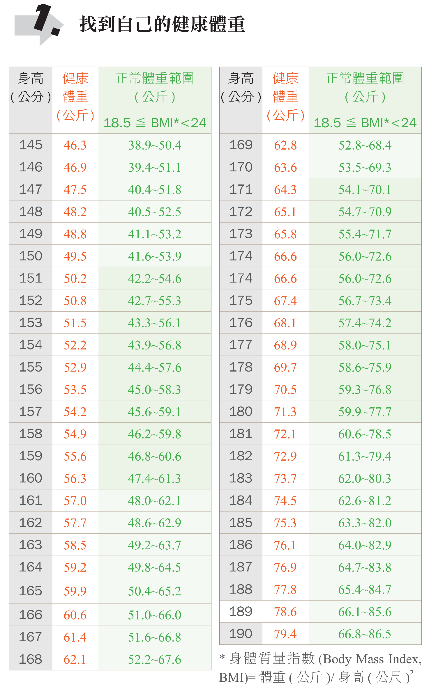 1. 找到自己的健康體重
身高 健康 正常體重範圍
(公分) 體重 (公斤)
(公斤) 18.5 ≦ BMI*<24
145 46.3 38.9~50.4
146 46.9 39.4~51.1
147 47.5 40.4~51.8
148 48.2 40.5~52.5
149 48.8 41.1~53.2
150 49.5 41.6~53.9
151 50.2 42.2~54.6
152 50.8 42.7~55.3
153 51.5 43.3~56.1
154 52.2 43.9~56.8
155 52.9 44.4~57.6
156 53.5 45.0~58.3
157 54.2 45.6~59.1
158 54.9 46.2~59.8
159 55.6 46.8~60.6
160 56.3 47.4~61.3
161 57.0 48.0~62.1
162 57.7 48.6~62.9
163 58.5 49.2~63.7
164 59.2 49.8~64.5
165 59.9 50.4~65.2
166 60.6 51.0~66.0
167 61.4 51.6~66.8
168 62.1 52.2~67.6
身高 健康 正常體重範圍
(公分) 體重 (公斤)
(公斤) 18.5 ≦ BMI*<24
169 62.8 52.8~68.4
170 63.6 53.5~69.3
171 64.3 54.1~70.1
172 65.1 54.7~70.9
173 65.8 55.4~71.7
174 66.6 56.0~72.6
174 66.6 56.0~72.6
175 67.4 56.7~73.4
176 68.1 57.4~74.2
177 68.9 58.0~75.1
178 69.7 58.6~75.9
179 70.5 59.3~76.8
180 71.3 59.9~77.7
181 72.1 60.6~78.5
182 72.9 61.3~79.4
183 73.7 62.0~80.3
184 74.5 62.6~81.2
185 75.3 63.3~82.0
186 76.1 64.0~82.9
187 76.9 64.7~83.8
188 77.8 65.4~84.7
189 78.6 66.1~85.6
190 79.4 66.8~86.5
* 身體質量指數 (Body Mass Index,
BMI)= 體重 ( 公斤 )/ 身高 ( 公尺 )²